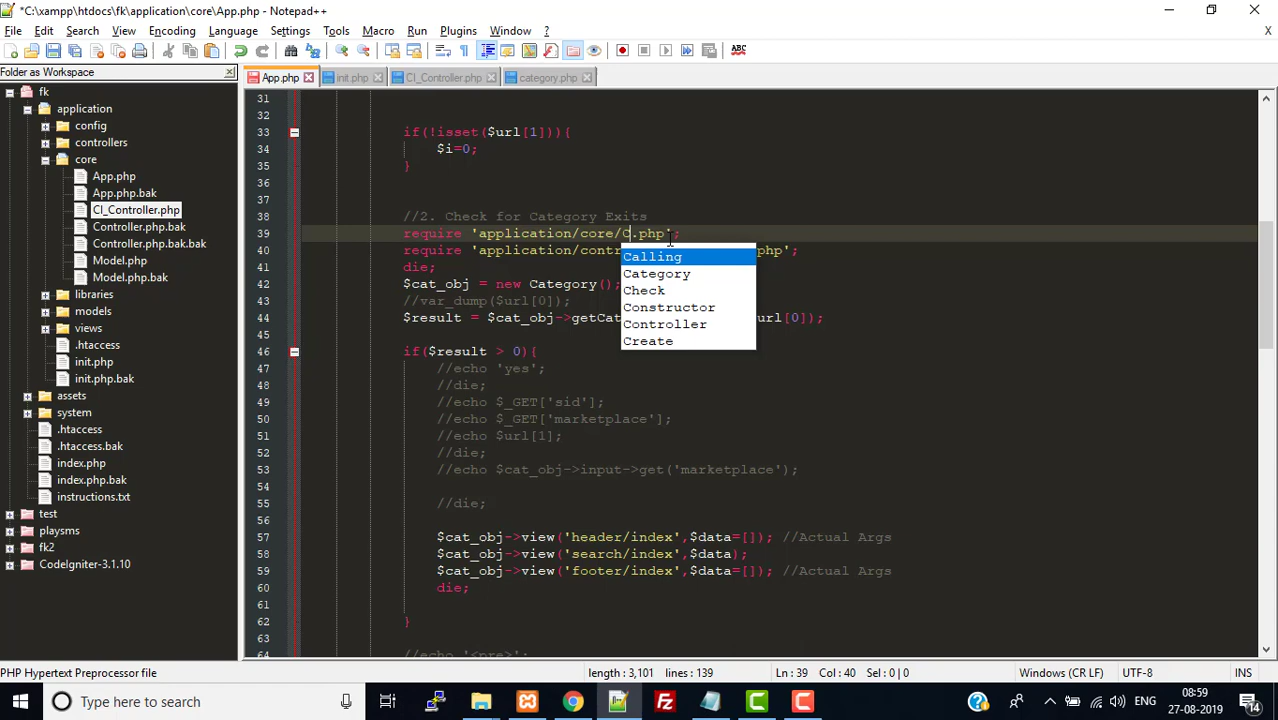 *C:\xampp\htdocs\fk\application\core\App.php - Notepad++
File Edit Search View Encoding Language Settings Tools Macro Run Plugins Window ? X
Folder as Workspace
App.php init.php CI_Controller.php category.php
fk
application
config
controllers
core
App.php
App.php.bak
CI_Controller.php
Controller.php.bak
Controller.php.bak.bak
Model.php
Model.php.bak
libraries
models
views
.htaccess
init.php
init.php.bak
assets
system
.htaccess
.htaccess.bak
index.php
index.php.bak
instructions.txt
test
playsms
fk2
CodeIgniter-3.1.10
31
32
33 if(!isset($url[1])){
34 $i=0;
35 }
36
37
38 //2. Check for Category Exits
39 require 'application/core/C.php';
40 require 'application/contr php';
41 die;
42 $cat_obj = new Category();
43 //var_dump($url[0]);
44 $result = $cat_obj->getCat url[0]);
45
46 if($result > 0){
47 //echo 'yes';
48 //die;
49 //echo $_GET['sid'];
50 //echo $_GET['marketplace'];
51 //echo $url[1];
52 //die;
53 //echo $cat_obj->input->get('marketplace');
54
55 //die;
56
57 $cat_obj->view('header/index',$data=[]); //Actual Args
58 $cat_obj->view('search/index',$data);
59 $cat_obj->view('footer/index',$data=[]); //Actual Args
60 die;
61
62 }
63
64 //echo '<pre>';
Calling
Category
Check
Constructor
Controller
Create
PHP Hypertext Preprocessor file length : 3,101 lines : 139 Ln : 39 Col : 40 Sel : 0 | 0 Windows (CR LF) UTF-8 INS
Type here to search
ENG
08:59
27-08-2019
14